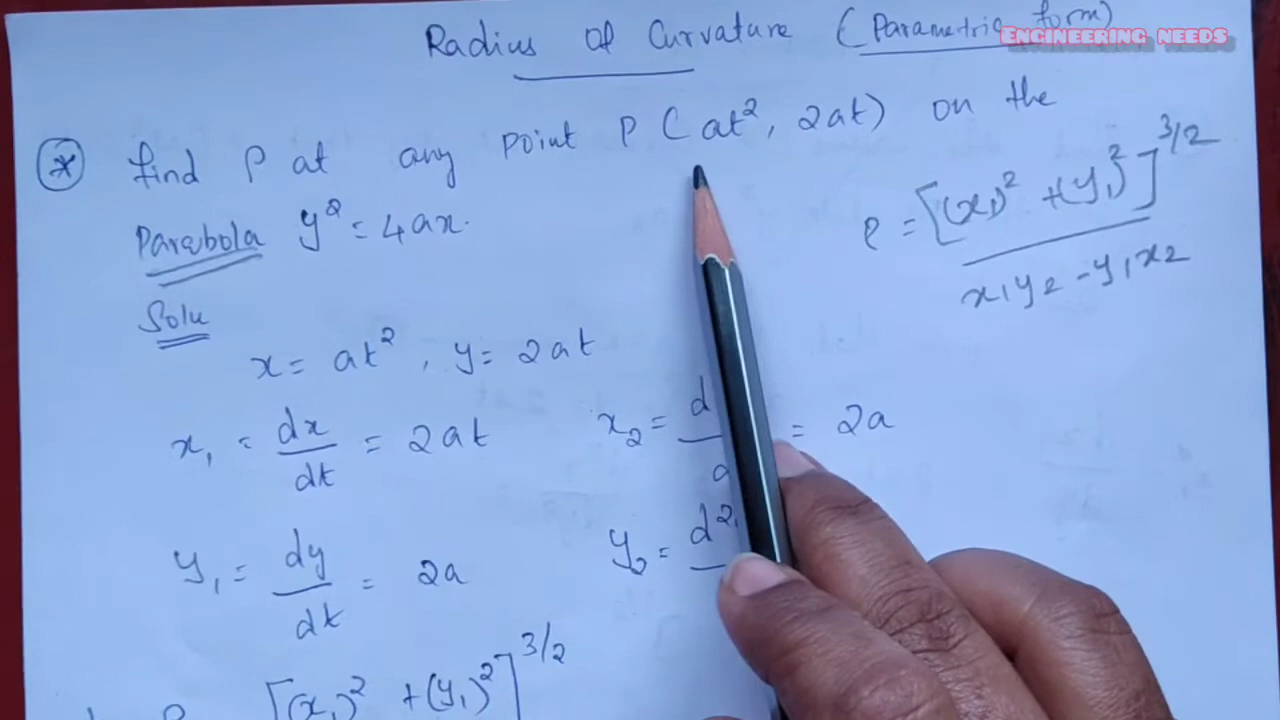 Radius of Curvature (Parametric form)
ENGINEERING NEEDS
* find ρ at any point P (at², 2at) on the
Parabola y² = 4ax.
ρ = [(x₁)² + (y₁)²]^3/2 / x₁y₂ - y₁x₂
Solu
x = at² , y = 2at
x₁ = dx/dt = 2at x₂ = d = 2a
y₁ = dy/dt = 2a y₂ = d²
[(x₁)² + (y₁)²]^3/2